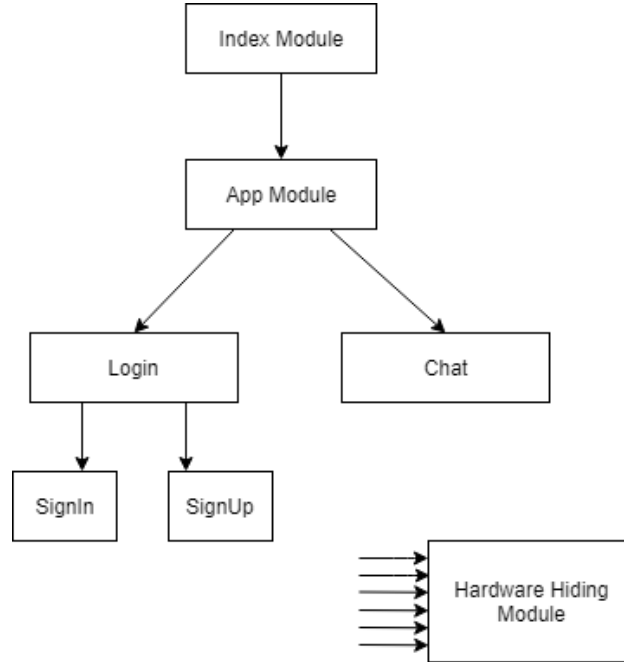 Index Module
App Module
Login
Chat
SignIn
SignUp
Hardware Hiding
Module